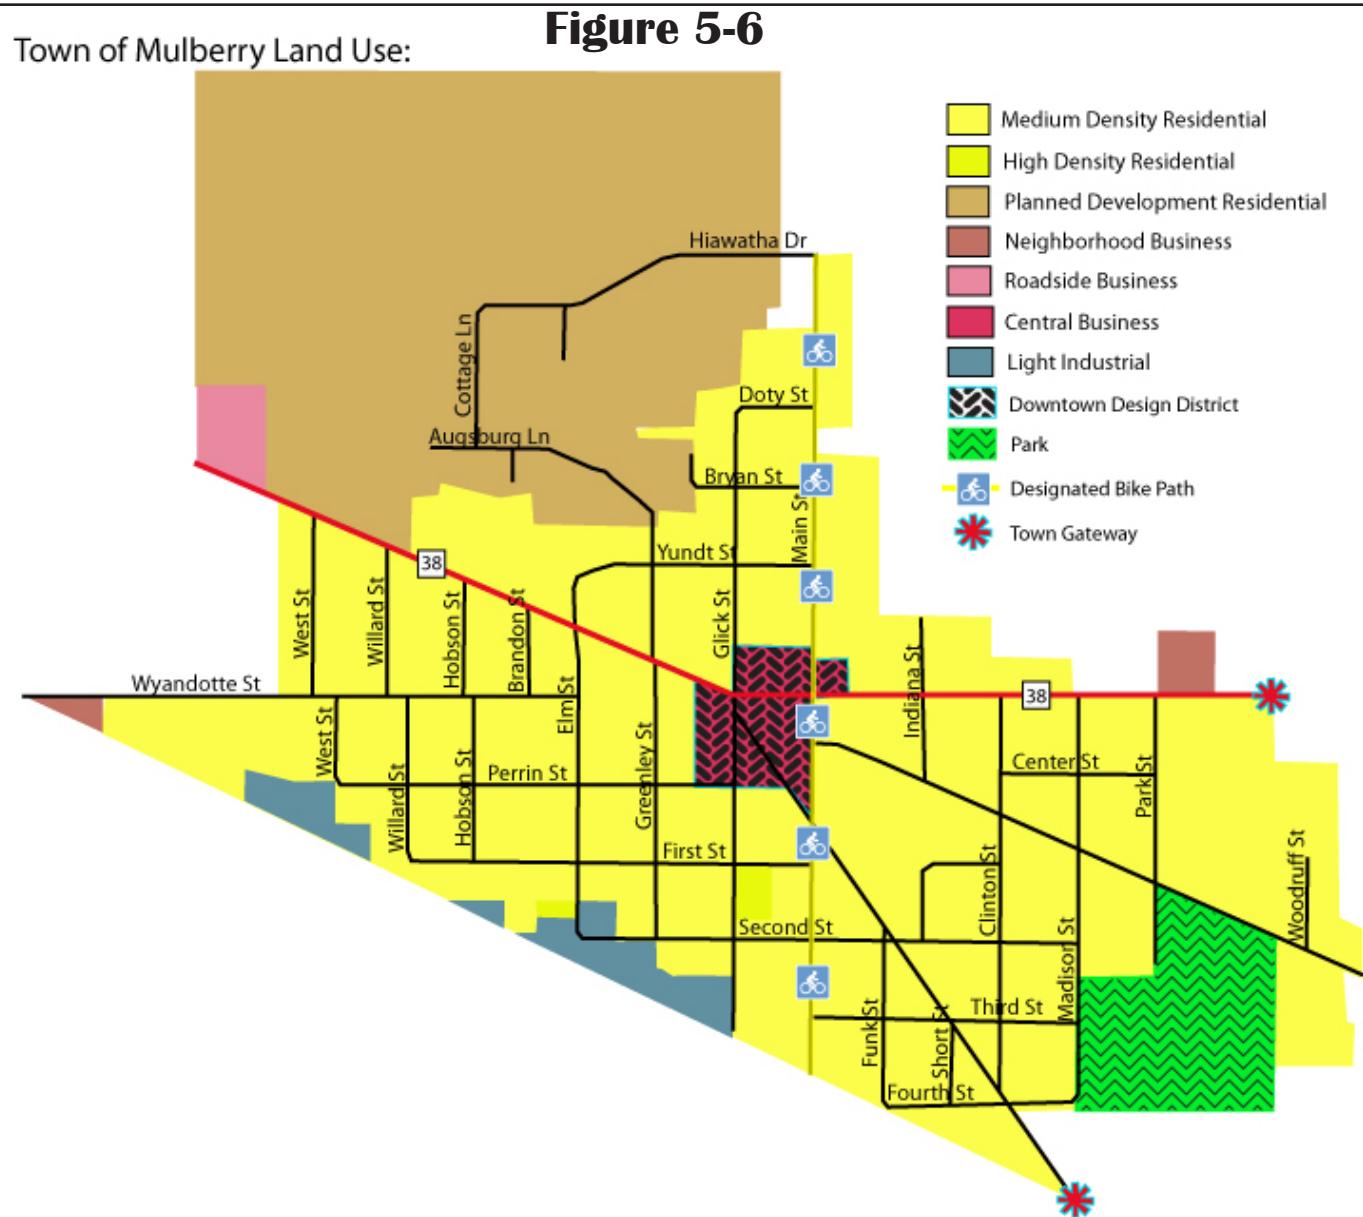 Figure 5-6
Town of Mulberry Land Use:
Medium Density Residential
High Density Residential
Planned Development Residential
Neighborhood Business
Roadside Business
Central Business
Light Industrial
Downtown Design District
Park
Designated Bike Path
Town Gateway
Hiawatha Dr
Cottage Ln
Doty St
Augsburg Ln
Bryan St
Main St
Yundt St
38
West St
Willard St
Hobson St
Brandon St
Glick St
Wyandotte St
Elm St
Indiana St
38
West St
Willard St
Hobson St
Perrin St
Greenley St
Center St
Park St
First St
Clinton St
Woodruff St
Second St
Madison St
Funk St
Short St
Third St
Fourth St